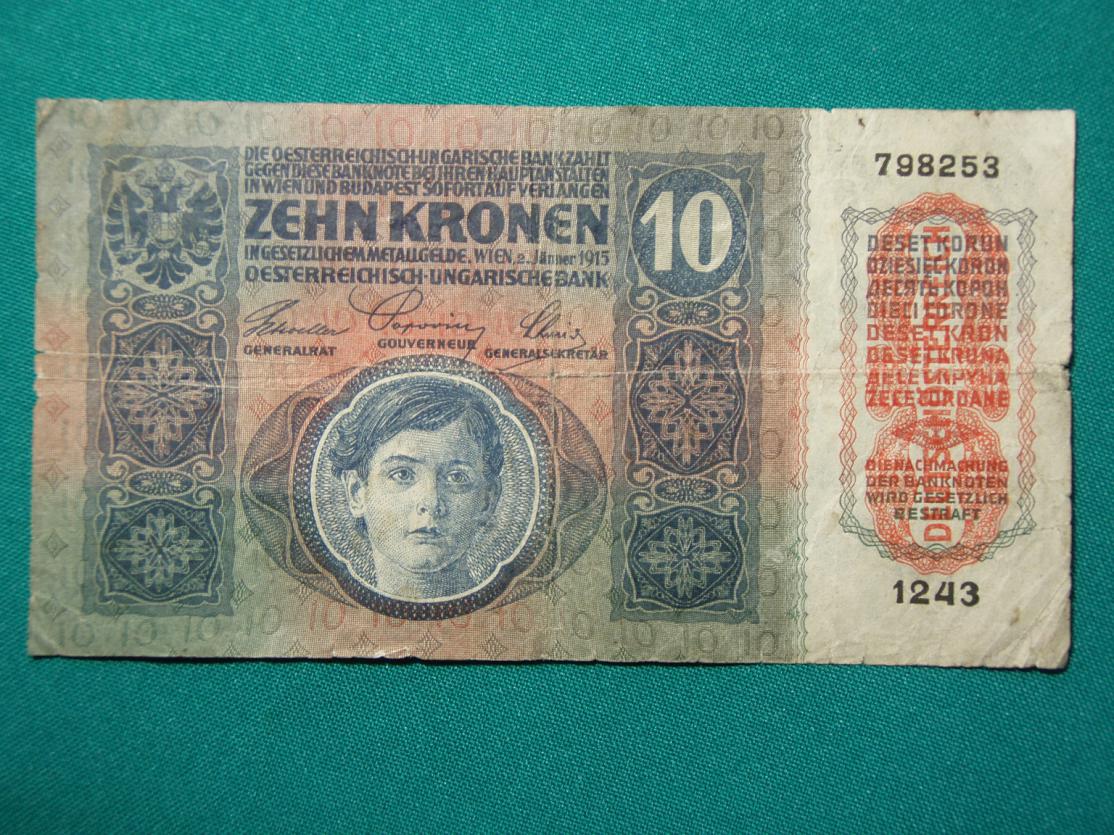 DIE OESTERREICHISCH-UNGARISCHE BANK ZAHLT
GEGEN DIESE BANKNOTE BEI IHREN HAUPTANSTALTEN
IN WIEN UND BUDAPEST SOFORT AUF VERLANGEN
ZEHN KRONEN
IN GESETZLICHEM METALLGELDE. WIEN, 2. Jänner 1915
OESTERREICHISCH-UNGARISCHE BANK
10
GENERALRAT
GOUVERNEUR
GENERALSEKRETÄR
798253
DESET KORUN
DZIESIĘĆ KORON
ДЕСЯТЬ КОРОН
DIECI CORONE
DESET KRON
DESET KRUNA
ДЕСЕТ КРУНА
ZECE COROANE
DEUTSCHÖSTERREICH
DIE NACHMACHUNG
DER BANKNOTEN
WIRD GESETZLICH
BESTRAFT
1243